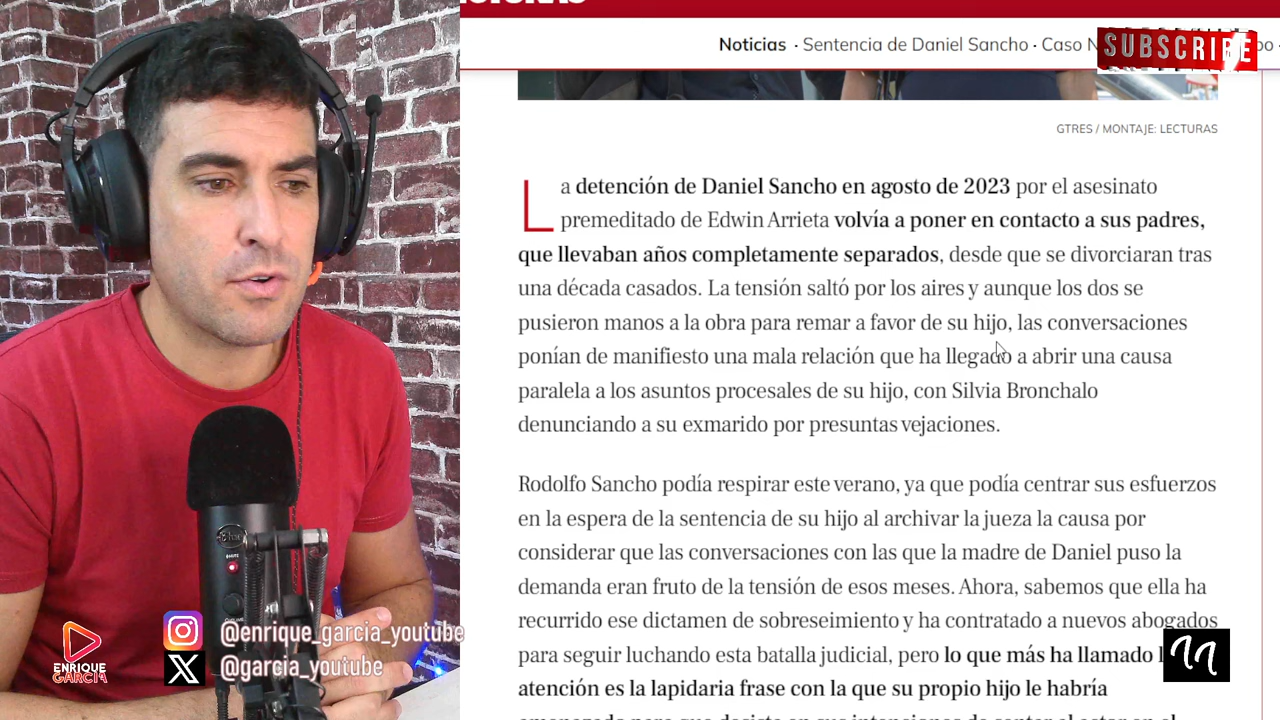 Noticias · Sentencia de Daniel Sancho · Caso
SUBSCRIBE
GTRES / MONTAJE: LECTURAS
La detención de Daniel Sancho en agosto de 2023 por el asesinato
premeditado de Edwin Arrieta volvía a poner en contacto a sus padres,
que llevaban años completamente separados, desde que se divorciaran tras
una década casados. La tensión saltó por los aires y aunque los dos se
pusieron manos a la obra para remar a favor de su hijo, las conversaciones
ponían de manifiesto una mala relación que ha llegado a abrir una causa
paralela a los asuntos procesales de su hijo, con Silvia Bronchalo
denunciando a su exmarido por presuntas vejaciones.
Rodolfo Sancho podía respirar este verano, ya que podía centrar sus esfuerzos
en la espera de la sentencia de su hijo al archivar la jueza la causa por
considerar que las conversaciones con las que la madre de Daniel puso la
demanda eran fruto de la tensión de esos meses. Ahora, sabemos que ella ha
recurrido ese dictamen de sobreseimiento y ha contratado a nuevos abogados
para seguir luchando esta batalla judicial, pero lo que más ha llamado
atención es la lapidaria frase con la que su propio hijo le habría
@enrique_garcia_youtube
@garcia_youtube
ENRIQUE
GARCIA